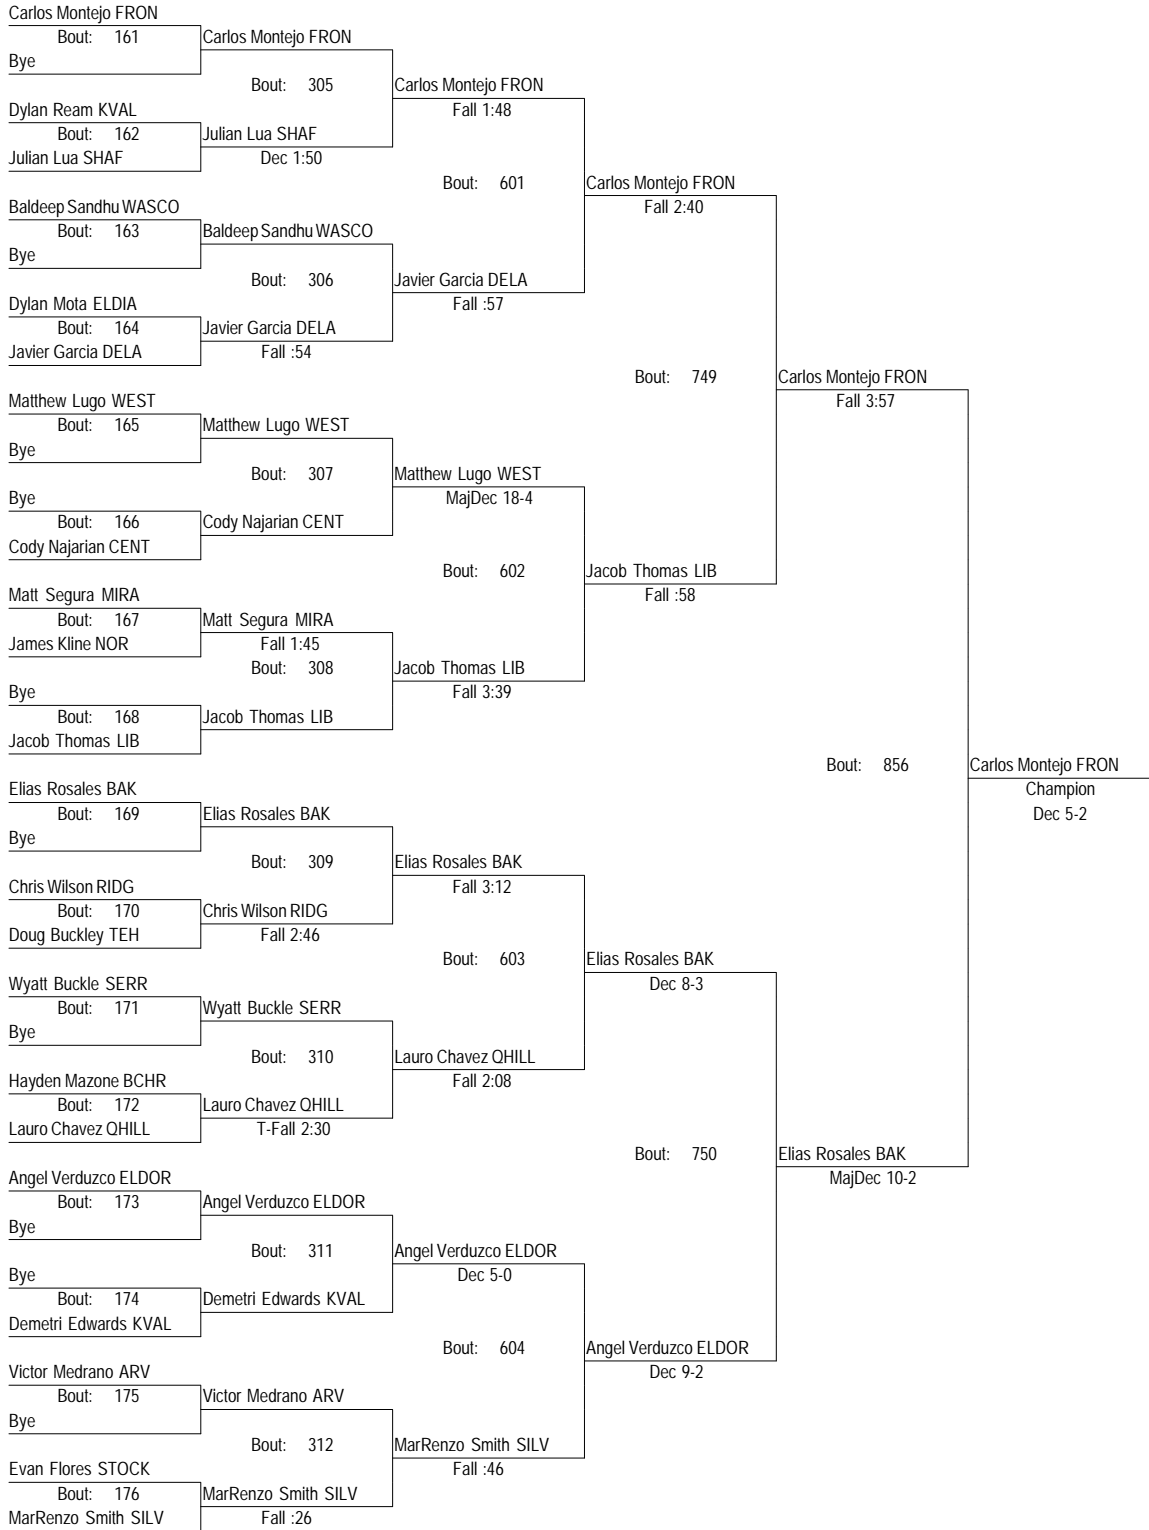 Carlos Montejo FRON
Bout: 161 Carlos Montejo FRON
Bye
Bout: 305 Carlos Montejo FRON
Dylan Ream KVAL Fall 1:48
Bout: 162 Julian Lua SHAF
Julian Lua SHAF Dec 1:50
Bout: 601 Carlos Montejo FRON
Baldeep Sandhu WASCO Fall 2:40
Bout: 163 Baldeep Sandhu WASCO
Bye
Bout: 306 Javier Garcia DELA
Dylan Mota ELDIA Fall :57
Bout: 164 Javier Garcia DELA
Javier Garcia DELA Fall :54
Bout: 749 Carlos Montejo FRON
Matthew Lugo WEST Fall 3:57
Bout: 165 Matthew Lugo WEST
Bye
Bout: 307 Matthew Lugo WEST
Bye MajDec 18-4
Bout: 166 Cody Najarian CENT
Cody Najarian CENT
Bout: 602 Jacob Thomas LIB
Matt Segura MIRA Fall :58
Bout: 167 Matt Segura MIRA
James Kline NOR Fall 1:45
Bout: 308 Jacob Thomas LIB
Bye Fall 3:39
Bout: 168 Jacob Thomas LIB
Jacob Thomas LIB
Bout: 856 Carlos Montejo FRON
Elias Rosales BAK Champion
Bout: 169 Elias Rosales BAK Dec 5-2
Bye
Bout: 309 Elias Rosales BAK
Chris Wilson RIDG Fall 3:12
Bout: 170 Chris Wilson RIDG
Doug Buckley TEH Fall 2:46
Bout: 603 Elias Rosales BAK
Wyatt Buckle SERR Dec 8-3
Bout: 171 Wyatt Buckle SERR
Bye
Bout: 310 Lauro Chavez QHILL
Hayden Mazone BCHR Fall 2:08
Bout: 172 Lauro Chavez QHILL
Lauro Chavez QHILL T-Fall 2:30
Bout: 750 Elias Rosales BAK
Angel Verduzco ELDOR MajDec 10-2
Bout: 173 Angel Verduzco ELDOR
Bye
Bout: 311 Angel Verduzco ELDOR
Bye Dec 5-0
Bout: 174 Demetri Edwards KVAL
Demetri Edwards KVAL
Bout: 604 Angel Verduzco ELDOR
Victor Medrano ARV Dec 9-2
Bout: 175 Victor Medrano ARV
Bye
Bout: 312 MarRenzo Smith SILV
Evan Flores STOCK Fall :46
Bout: 176 MarRenzo Smith SILV
MarRenzo Smith SILV Fall :26